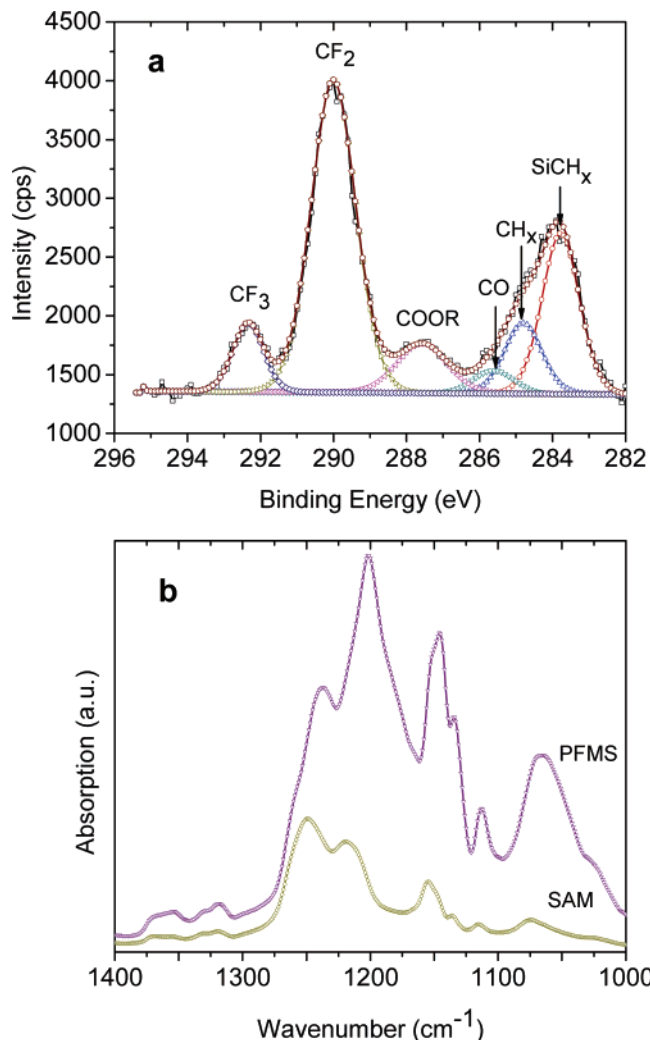 a
CF2
CF3
COOR
CO
CHx
SiCHx
4500
4000
3500
3000
2500
2000
1500
1000
Intensity (cps)
296 294 292 290 288 286 284 282
Binding Energy (eV)
b
PFMS
SAM
Absorption (a.u.)
1400 1300 1200 1100 1000
Wavenumber (cm-1)